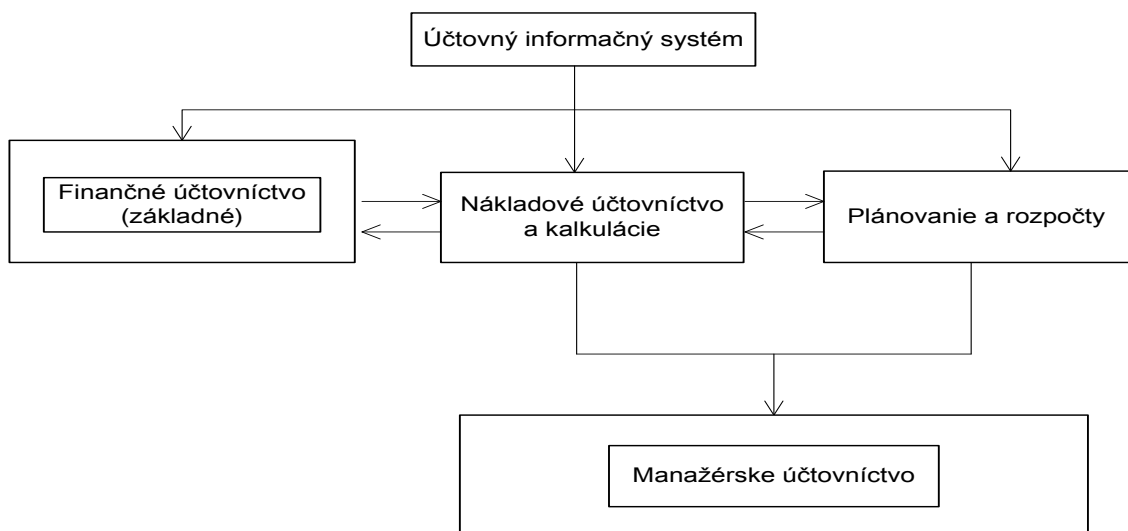 Účtovný informačný systém
Finančné účtovníctvo
(základné)
Nákladové účtovníctvo
a kalkulácie
Plánovanie a rozpočty
Manažérske účtovníctvo